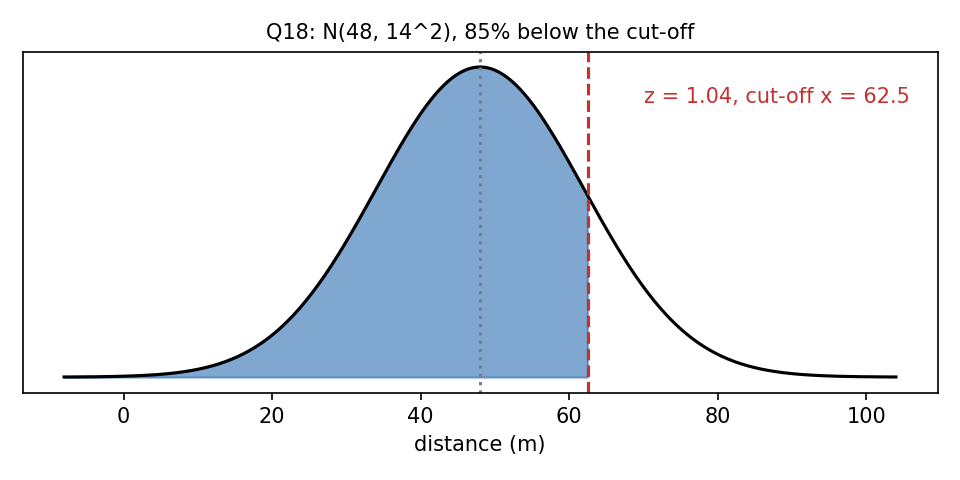 Q18: N(48, 14^2), 85% below the cut-off
z = 1.04, cut-off x = 62.5
0 20 40 60 80 100
distance (m)